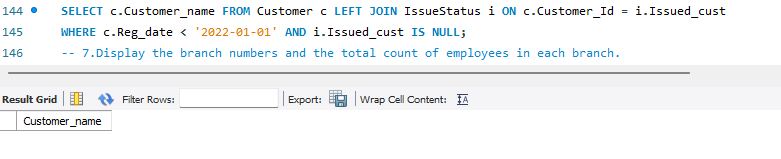 144 SELECT c.Customer_name FROM Customer c LEFT JOIN IssueStatus i ON c.Customer_Id = i.Issued_cust
145 WHERE c.Reg_date < '2022-01-01' AND i.Issued_cust IS NULL;
146 -- 7.Display the branch numbers and the total count of employees in each branch.
Result Grid Filter Rows: Export: Wrap Cell Content: IA
Customer_name